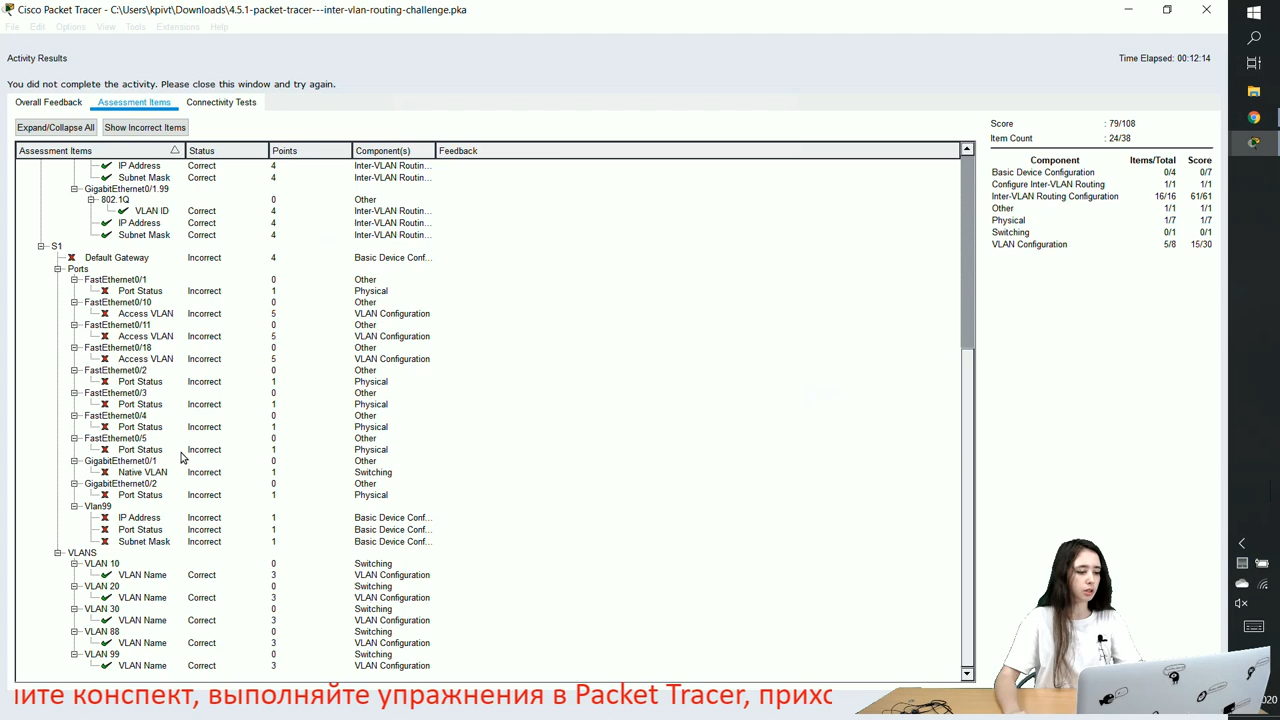 Cisco Packet Tracer - C:\Users\kpivt\Downloads\4.5.1-packet-tracer---inter-vlan-routing-challenge.pka
File Edit Options View Tools Extensions Help
Activity Results
Time Elapsed: 00:12:14
You did not complete the activity. Please close this window and try again.
Overall Feedback Assessment Items Connectivity Tests
Expand/Collapse All Show Incorrect Items
Assessment Items Status Points Component(s) Feedback
IP Address Correct 4 Inter-VLAN Routin...
Subnet Mask Correct 4 Inter-VLAN Routin...
GigabitEthernet0/1.99
802.1Q 0 Other
VLAN ID Correct 4 Inter-VLAN Routin...
IP Address Correct 4 Inter-VLAN Routin...
Subnet Mask Correct 4 Inter-VLAN Routin...
S1
Default Gateway Incorrect 4 Basic Device Conf...
Ports
FastEthernet0/1 0 Other
Port Status Incorrect 1 Physical
FastEthernet0/10 0 Other
Access VLAN Incorrect 5 VLAN Configuration
FastEthernet0/11 0 Other
Access VLAN Incorrect 5 VLAN Configuration
FastEthernet0/18 0 Other
Access VLAN Incorrect 5 VLAN Configuration
FastEthernet0/2 0 Other
Port Status Incorrect 1 Physical
FastEthernet0/3 0 Other
Port Status Incorrect 1 Physical
FastEthernet0/4 0 Other
Port Status Incorrect 1 Physical
FastEthernet0/5 0 Other
Port Status Incorrect 1 Physical
GigabitEthernet0/1 0 Other
Native VLAN Incorrect 1 Switching
GigabitEthernet0/2 0 Other
Port Status Incorrect 1 Physical
Vlan99
IP Address Incorrect 1 Basic Device Conf...
Port Status Incorrect 1 Basic Device Conf...
Subnet Mask Incorrect 1 Basic Device Conf...
VLANS
VLAN 10 0 Switching
VLAN Name Correct 3 VLAN Configuration
VLAN 20 0 Switching
VLAN Name Correct 3 VLAN Configuration
VLAN 30 0 Switching
VLAN Name Correct 3 VLAN Configuration
VLAN 88 0 Switching
VLAN Name Correct 3 VLAN Configuration
VLAN 99 0 Switching
VLAN Name Correct 3 VLAN Configuration
Score : 79/108
Item Count : 24/38
Component Items/Total Score
Basic Device Configuration 0/4 0/7
Configure Inter-VLAN Routing 1/1 1/1
Inter-VLAN Routing Configuration 16/16 61/61
Other 1/1 1/1
Physical 1/7 1/7
Switching 0/1 0/1
VLAN Configuration 5/8 15/30
конспект, выполняйте упражнения в Packet Tracer,